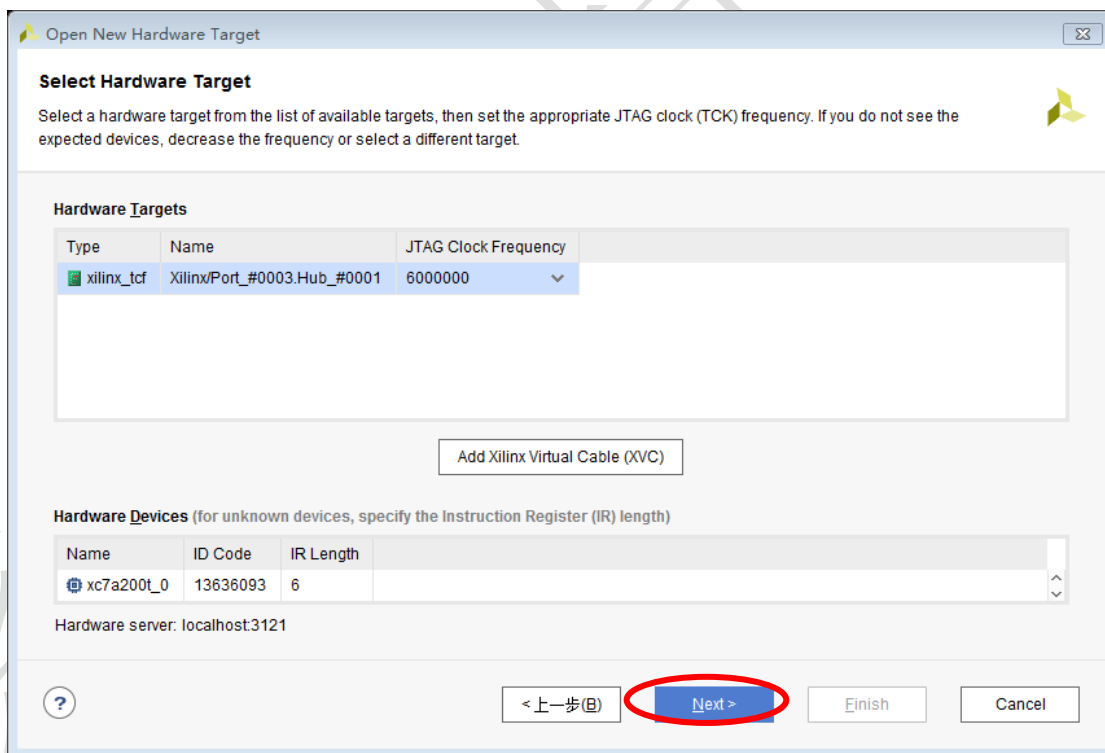 Open New Hardware Target
Select Hardware Target
Select a hardware target from the list of available targets, then set the appropriate JTAG clock (TCK) frequency. If you do not see the
expected devices, decrease the frequency or select a different target.
Hardware Targets
Type Name JTAG Clock Frequency
xilinx_tcf Xilinx/Port_#0003.Hub_#0001 6000000
Add Xilinx Virtual Cable (XVC)
Hardware Devices (for unknown devices, specify the Instruction Register (IR) length)
Name ID Code IR Length
xc7a200t_0 13636093 6
Hardware server: localhost:3121
? <上一步(B) Next > Finish Cancel